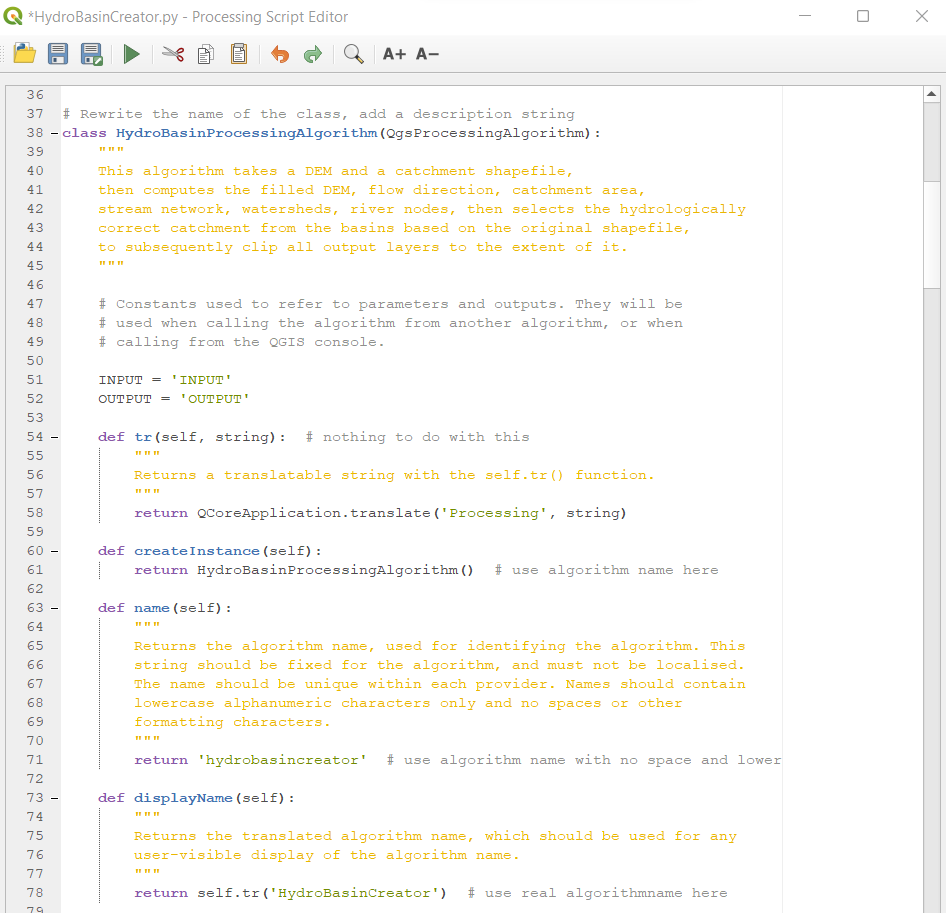 *HydroBasinCreator.py - Processing Script Editor
A+ A-
36
37 # Rewrite the name of the class, add a description string
38 class HydroBasinProcessingAlgorithm(QgsProcessingAlgorithm):
39 """
40 This algorithm takes a DEM and a catchment shapefile,
41 then computes the filled DEM, flow direction, catchment area,
42 stream network, watersheds, river nodes, then selects the hydrologically
43 correct catchment from the basins based on the original shapefile,
44 to subsequently clip all output layers to the extent of it.
45 """
46
47 # Constants used to refer to parameters and outputs. They will be
48 # used when calling the algorithm from another algorithm, or when
49 # calling from the QGIS console.
50
51 INPUT = 'INPUT'
52 OUTPUT = 'OUTPUT'
53
54 def tr(self, string):  # nothing to do with this
55 """
56 Returns a translatable string with the self.tr() function.
57 """
58 return QCoreApplication.translate('Processing', string)
59
60 def createInstance(self):
61 return HydroBasinProcessingAlgorithm()  # use algorithm name here
62
63 def name(self):
64 """
65 Returns the algorithm name, used for identifying the algorithm. This
66 string should be fixed for the algorithm, and must not be localised.
67 The name should be unique within each provider. Names should contain
68 lowercase alphanumeric characters only and no spaces or other
69 formatting characters.
70 """
71 return 'hydrobasincreator'  # use algorithm name with no space and lower
72
73 def displayName(self):
74 """
75 Returns the translated algorithm name, which should be used for any
76 user-visible display of the algorithm name.
77 """
78 return self.tr('HydroBasinCreator')  # use real algorithmname here
79